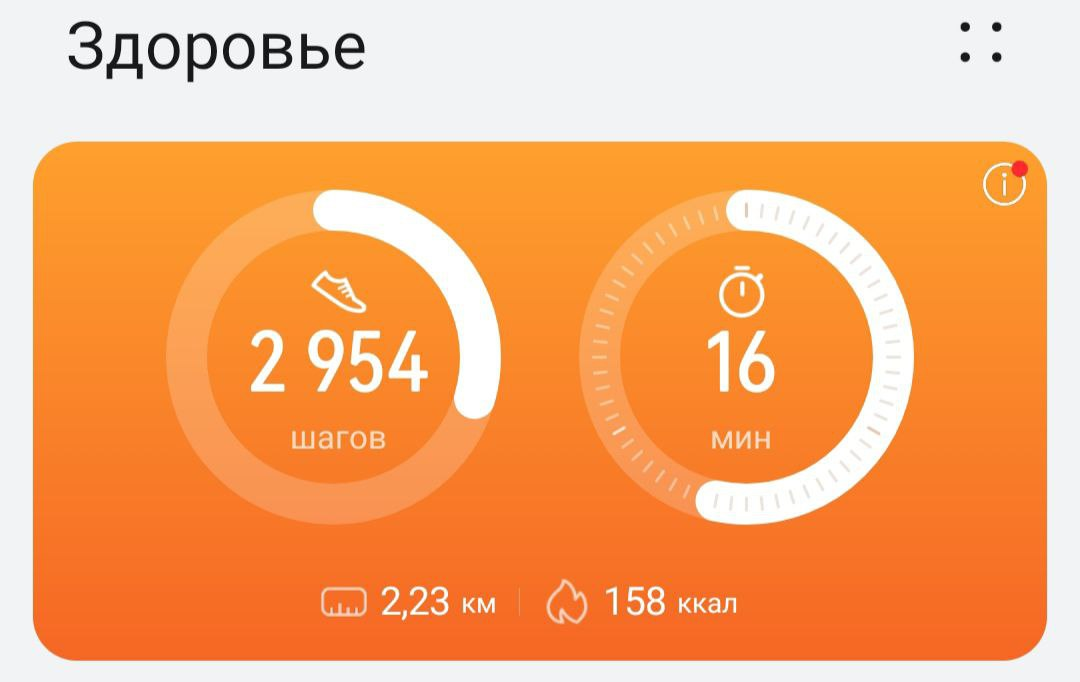 Здоровье
2 954
шагов
16
мин
2,23 км
158 ккал